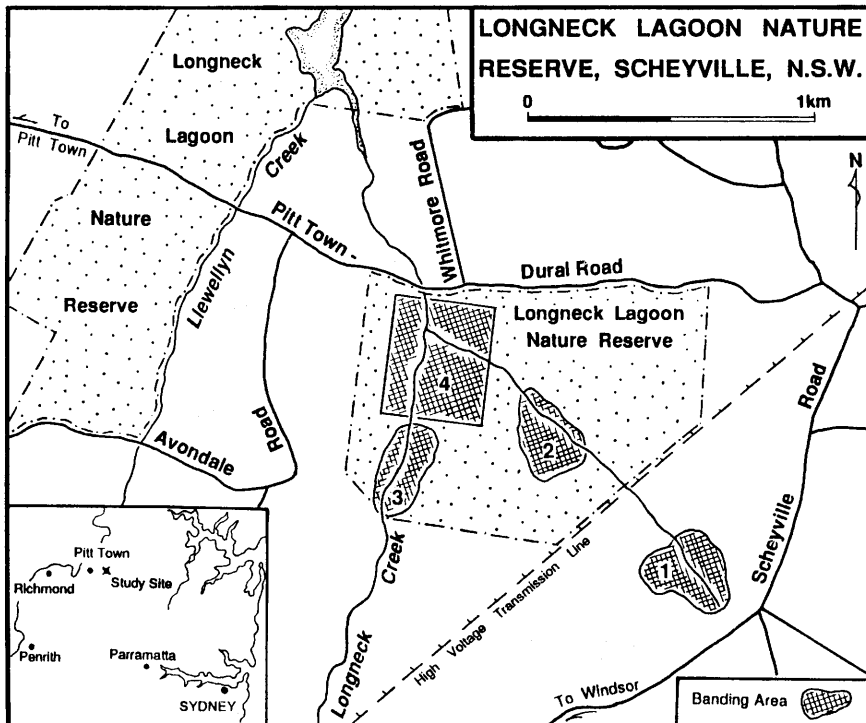 LONGNECK LAGOON NATURE
RESERVE, SCHEYVILLE, N.S.W.
0 1km
N
Longneck
Lagoon
Nature
Reserve
To
Pitt Town
Creek
Llewellyn
Pitt Town -
Whitmore Road
Dural Road
Longneck Lagoon
Nature Reserve
4
2
3
1
Avondale
Road
Road
Scheyville
High Voltage Transmission Line
Creek
Longneck
To Windsor
Banding Area
Pitt Town
Study Site
Richmond
Penrith
Parramatta
SYDNEY